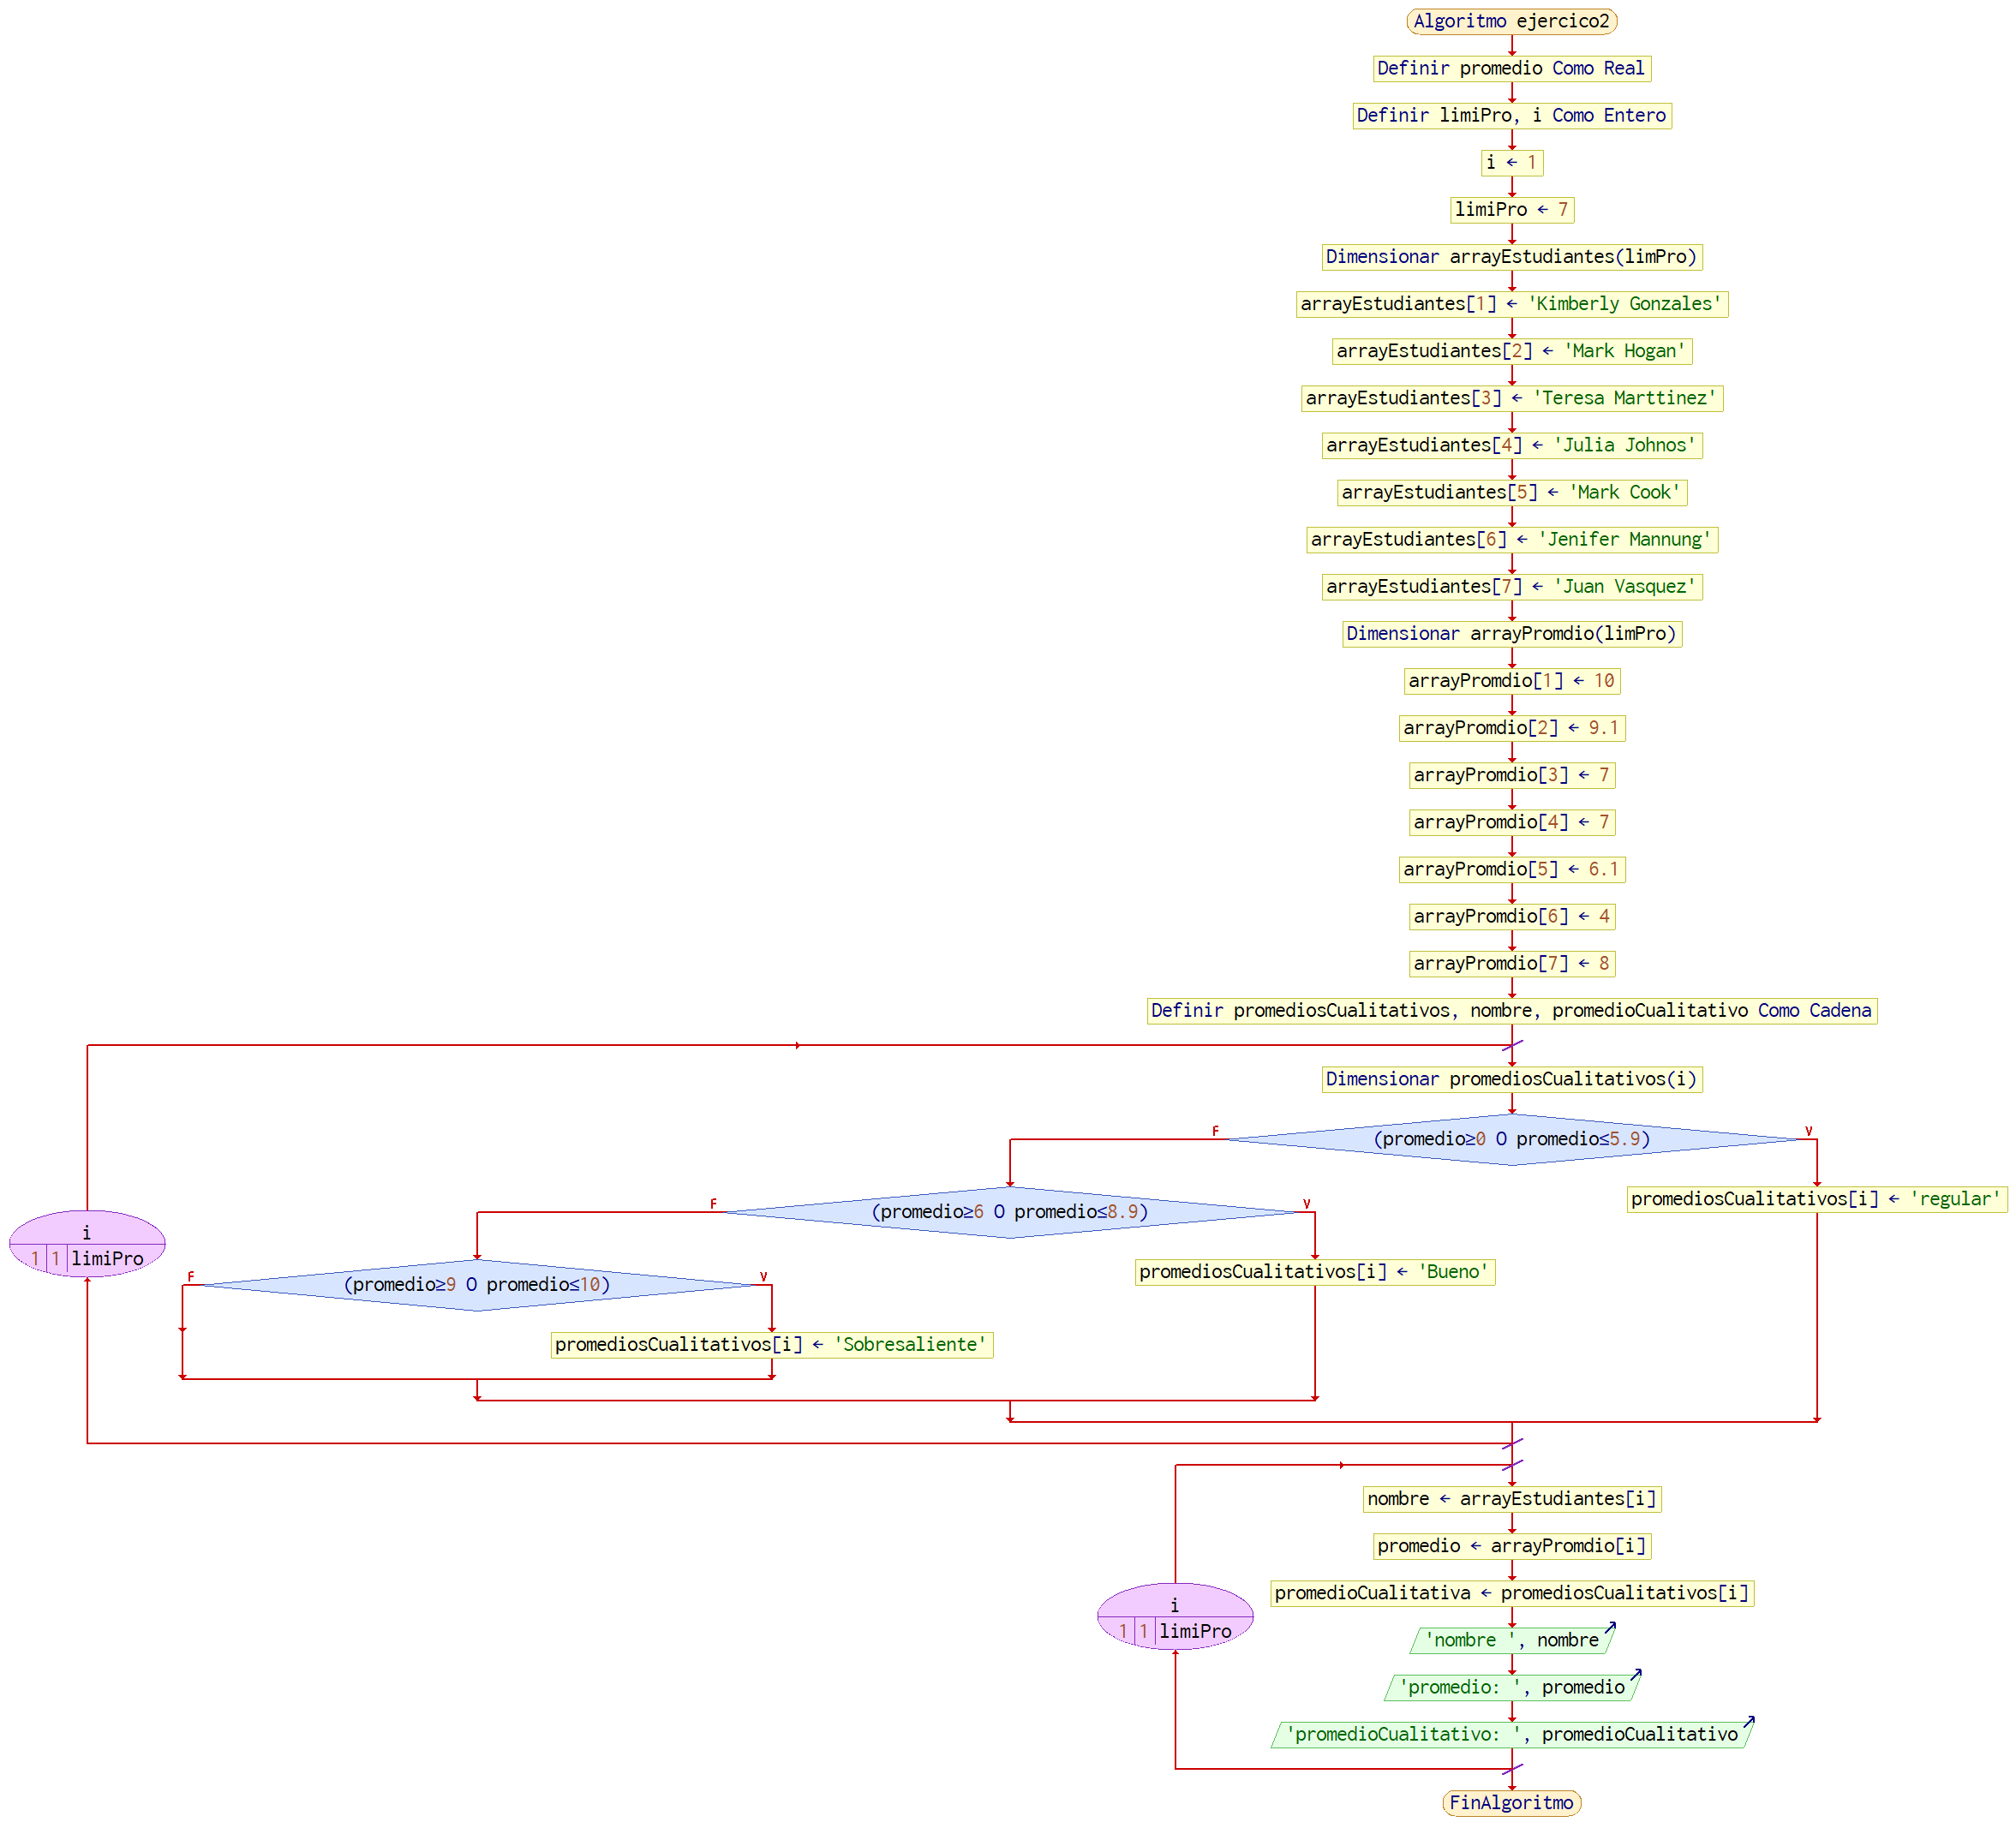 Algoritmo ejercico2
Definir promedio Como Real
Definir limiPro, i Como Entero
i ← 1
limiPro ← 7
Dimensionar arrayEstudiantes(limPro)
arrayEstudiantes[1] ← 'Kimberly Gonzales'
arrayEstudiantes[2] ← 'Mark Hogan'
arrayEstudiantes[3] ← 'Teresa Marttinez'
arrayEstudiantes[4] ← 'Julia Johnos'
arrayEstudiantes[5] ← 'Mark Cook'
arrayEstudiantes[6] ← 'Jenifer Mannung'
arrayEstudiantes[7] ← 'Juan Vasquez'
Dimensionar arrayPromdio(limPro)
arrayPromdio[1] ← 10
arrayPromdio[2] ← 9.1
arrayPromdio[3] ← 7
arrayPromdio[4] ← 7
arrayPromdio[5] ← 6.1
arrayPromdio[6] ← 4
arrayPromdio[7] ← 8
Definir promediosCualitativos, nombre, promedioCualitativo Como Cadena
Dimensionar promediosCualitativos(i)
F
(promedio≥0 O promedio≤5.9)
V
F
(promedio≥6 O promedio≤8.9)
V
promediosCualitativos[i] ← 'regular'
i
1 1 limiPro
F
(promedio≥9 O promedio≤10)
V
promediosCualitativos[i] ← 'Bueno'
promediosCualitativos[i] ← 'Sobresaliente'
nombre ← arrayEstudiantes[i]
promedio ← arrayPromdio[i]
promedioCualitativa ← promediosCualitativos[i]
i
1 1 limiPro
'nombre ', nombre
'promedio: ', promedio
'promedioCualitativo: ', promedioCualitativo
FinAlgoritmo